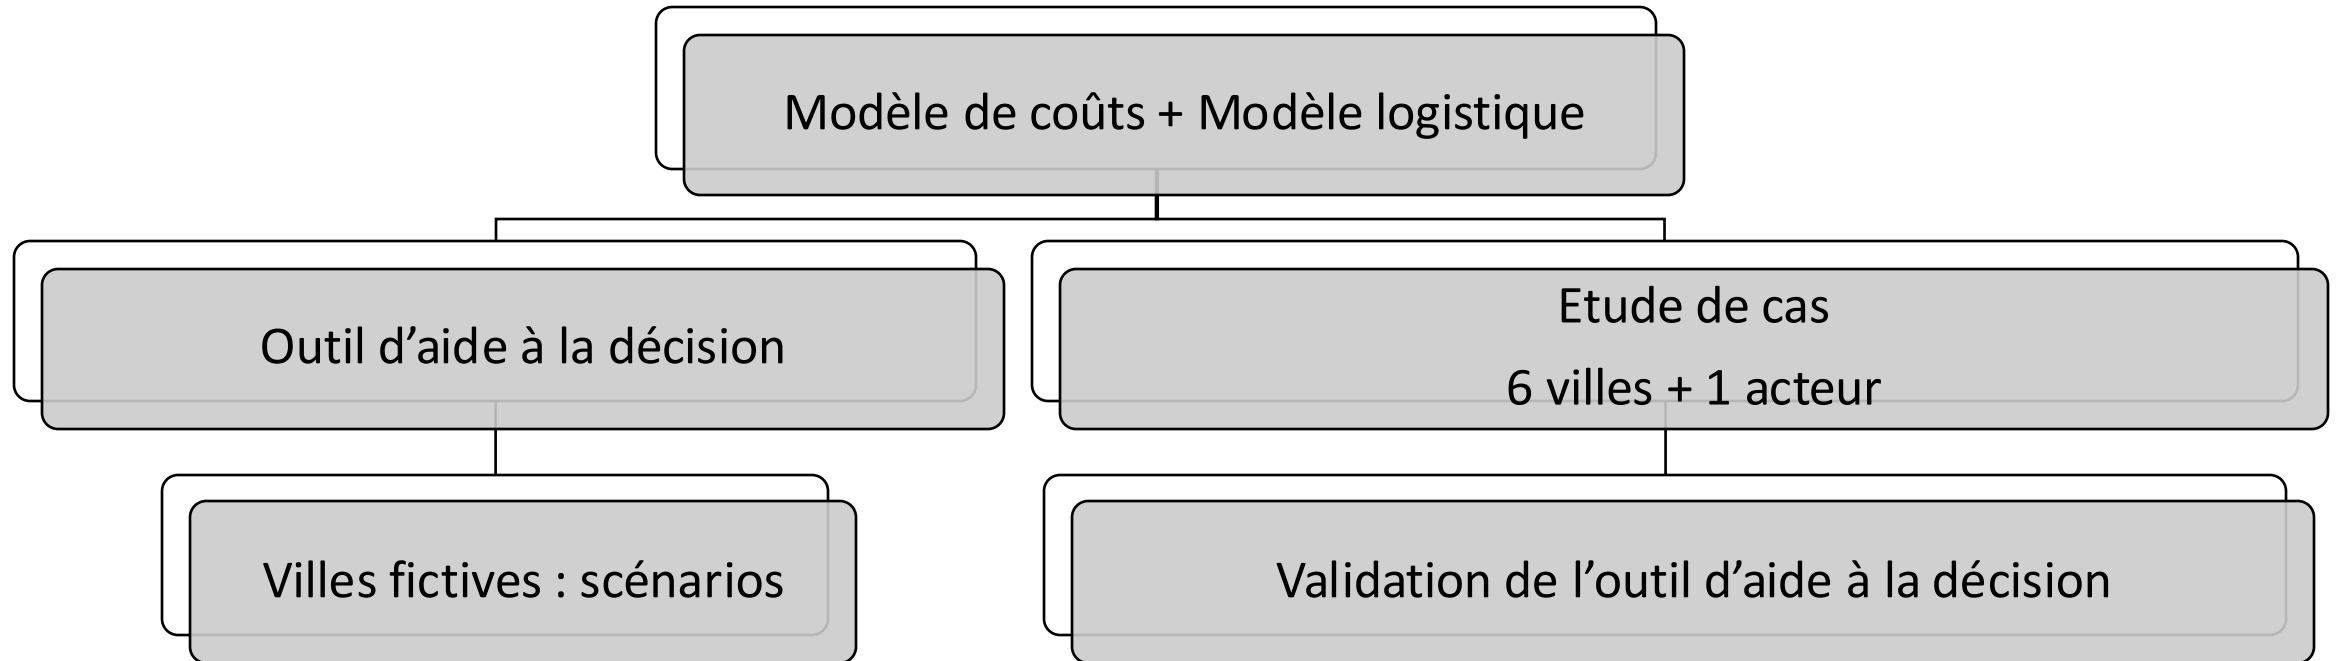 Modèle de coûts + Modèle logistique
Outil d’aide à la décision
Etude de cas
6 villes + 1 acteur
Villes fictives : scénarios
Validation de l’outil d’aide à la décision